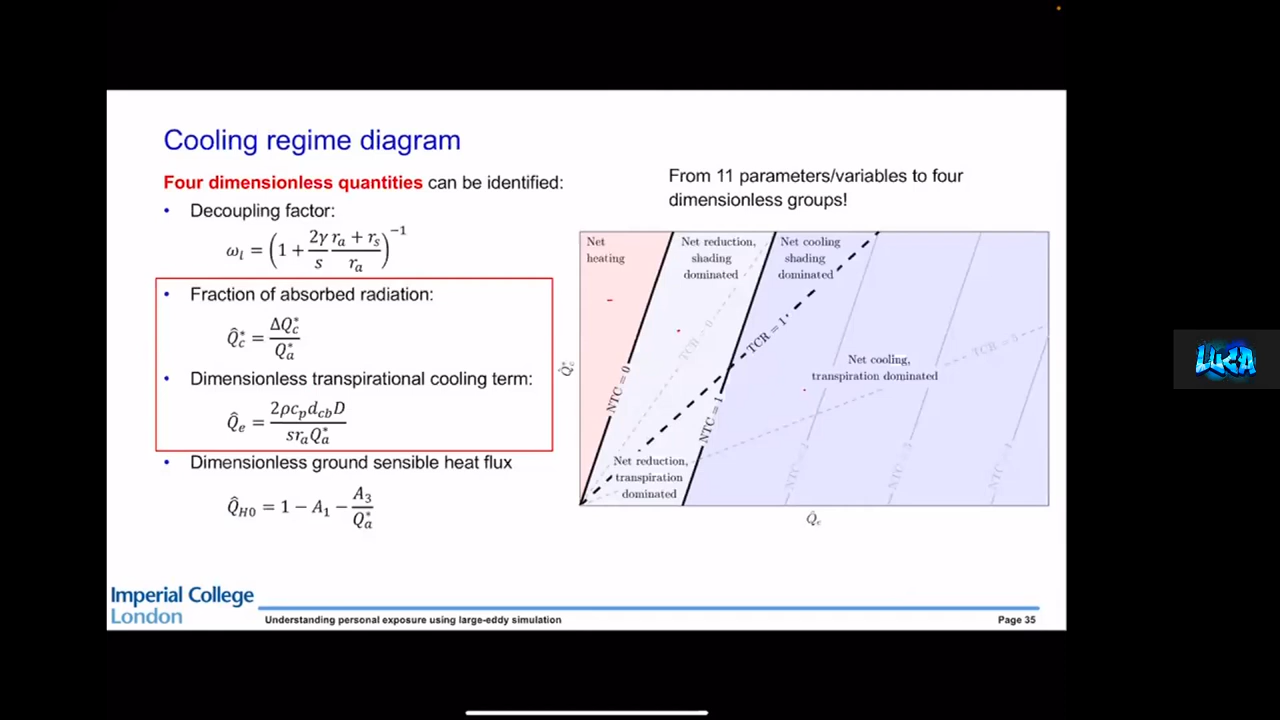 Cooling regime diagram
Four dimensionless quantities can be identified:
• Decoupling factor:
ω_l = (1 + 2γ/s (r_a + r_s)/r_a)^−1
• Fraction of absorbed radiation:
Q̂*_c = ΔQ*_c / Q*_a
• Dimensionless transpirational cooling term:
Q̂_e = 2ρc_p d_cb D / s r_a Q*_a
• Dimensionless ground sensible heat flux
Q̂_H0 = 1 − A_1 − A_3 / Q*_a
From 11 parameters/variables to four
dimensionless groups!
Net
heating
Net reduction,
shading
dominated
Net cooling
shading
dominated
TCR = 1
NTC = 0
NTC = 1
Net cooling,
transpiration dominated
Net reduction,
transpiration
dominated
Q̂*_c
Q̂_e
Imperial College
London
Understanding personal exposure using large-eddy simulation
Page 35
LUCA